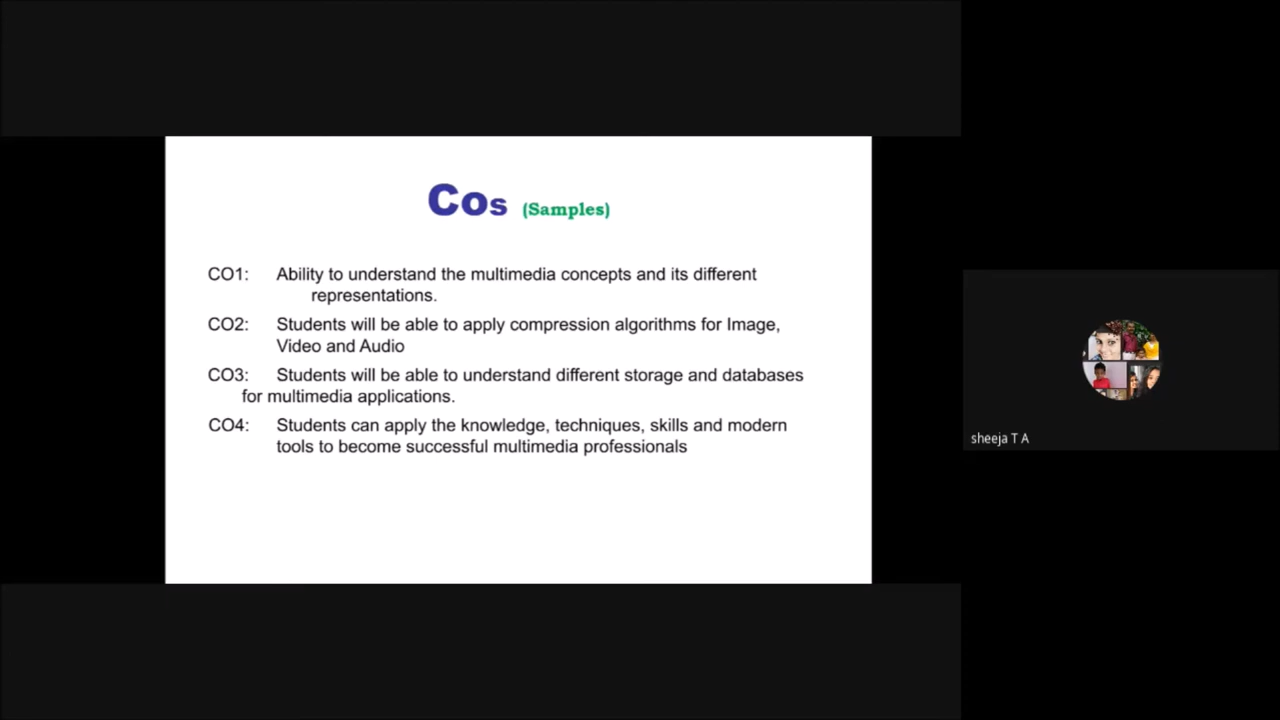 Cos (Samples)
CO1: Ability to understand the multimedia concepts and its different
representations.
CO2: Students will be able to apply compression algorithms for Image,
Video and Audio
CO3: Students will be able to understand different storage and databases
for multimedia applications.
CO4: Students can apply the knowledge, techniques, skills and modern
tools to become successful multimedia professionals
sheeja T A